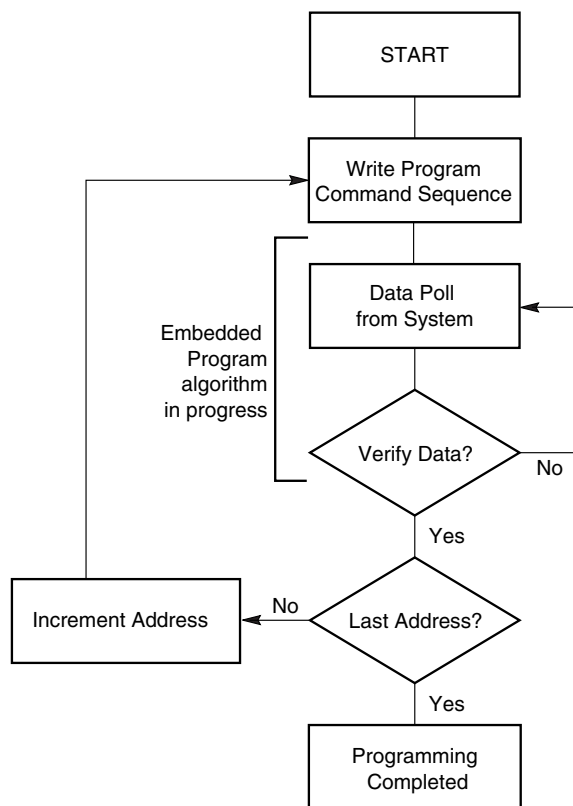 START
Write Program
Command Sequence
Data Poll
from System
Embedded
Program
algorithm
in progress
Verify Data?
No
Yes
Increment Address
No
Last Address?
Yes
Programming
Completed